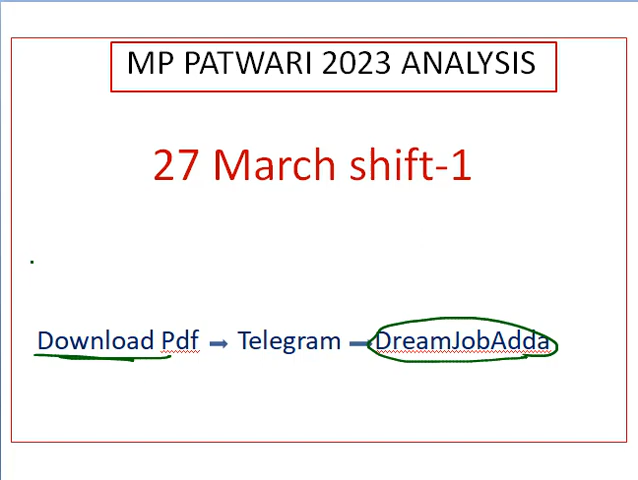 MP PATWARI 2023 ANALYSIS
27 March shift-1
Download Pdf ➡ Telegram ➡ DreamJobAdda